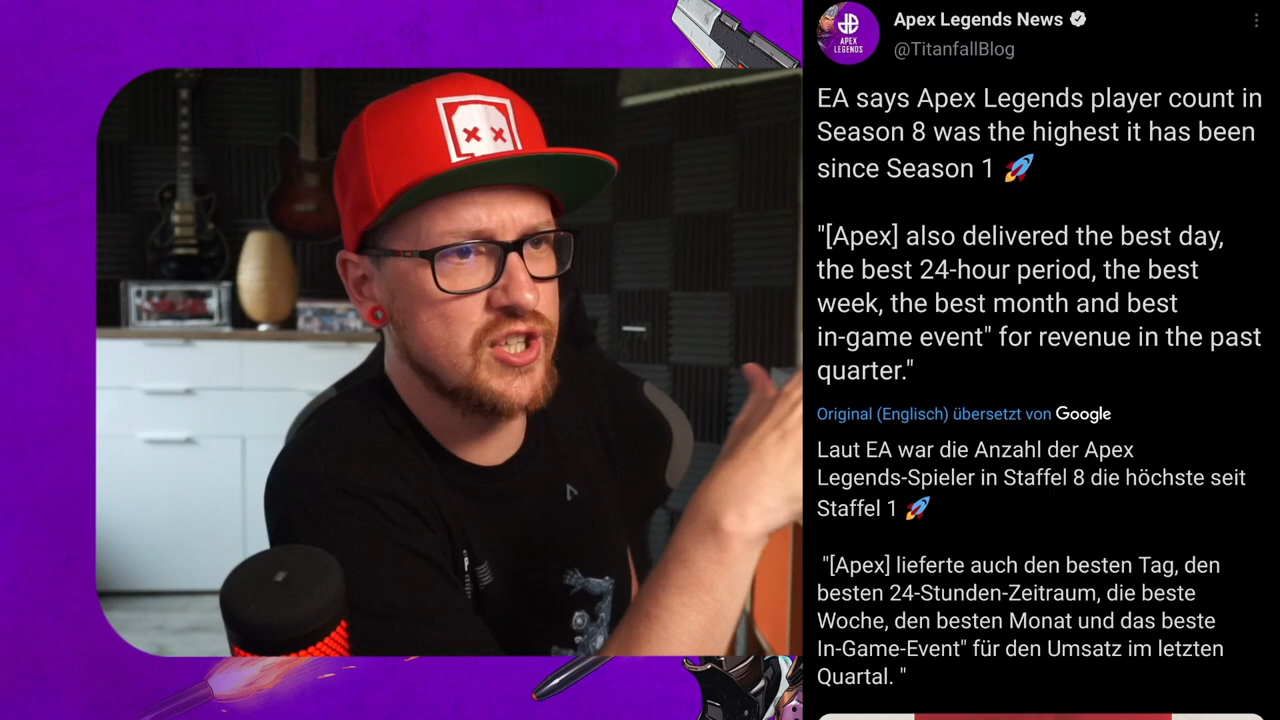 Apex Legends News
@TitanfallBlog
APEX
LEGENDS
EA says Apex Legends player count in
Season 8 was the highest it has been
since Season 1 🚀
"[Apex] also delivered the best day,
the best 24-hour period, the best
week, the best month and best
in-game event" for revenue in the past
quarter."
Original (Englisch) übersetzt von Google
Laut EA war die Anzahl der Apex
Legends-Spieler in Staffel 8 die höchste seit
Staffel 1 🚀
"[Apex] lieferte auch den besten Tag, den
besten 24-Stunden-Zeitraum, die beste
Woche, den besten Monat und das beste
In-Game-Event" für den Umsatz im letzten
Quartal. "